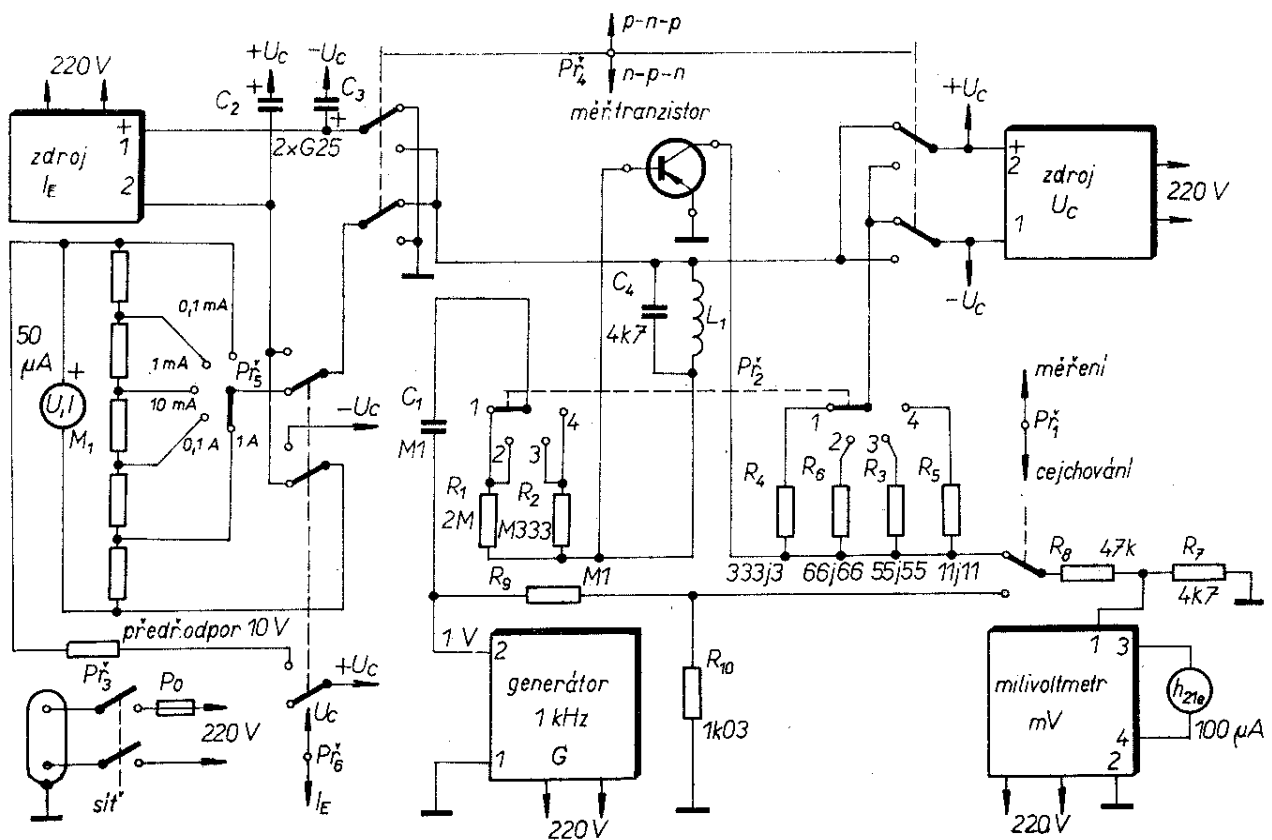 p-n-p
Př4
n-p-n
měř. tranzistor
220 V
+UC
-UC
+
C2
C3
+
2xG25
zdroj
IE
+
1
2
+UC
+
2
1
zdroj
UC
220 V
-UC
50
μA
+
U,I
M1
0,1 mA
1 mA
10 mA
0,1 A
1 A
Př5
-UC
C4
4k7
L1
C1
M1
Př2
1
2
3
4
R1
2M
R2
M333
1
2
3
4
R4
R6
R3
R5
333j3
66j66
55j55
11j11
měření
Př1
cejchování
R8
47k
R7
4k7
R9
M1
předř. odpor 10 V
Př3
Po
220 V
síť
+UC
UC
Př6
IE
1 V
2
generátor
1 kHz
G
1
220 V
R10
1k03
1
3
milivoltmetr
mV
4
2
h21e
100 μA
220 V